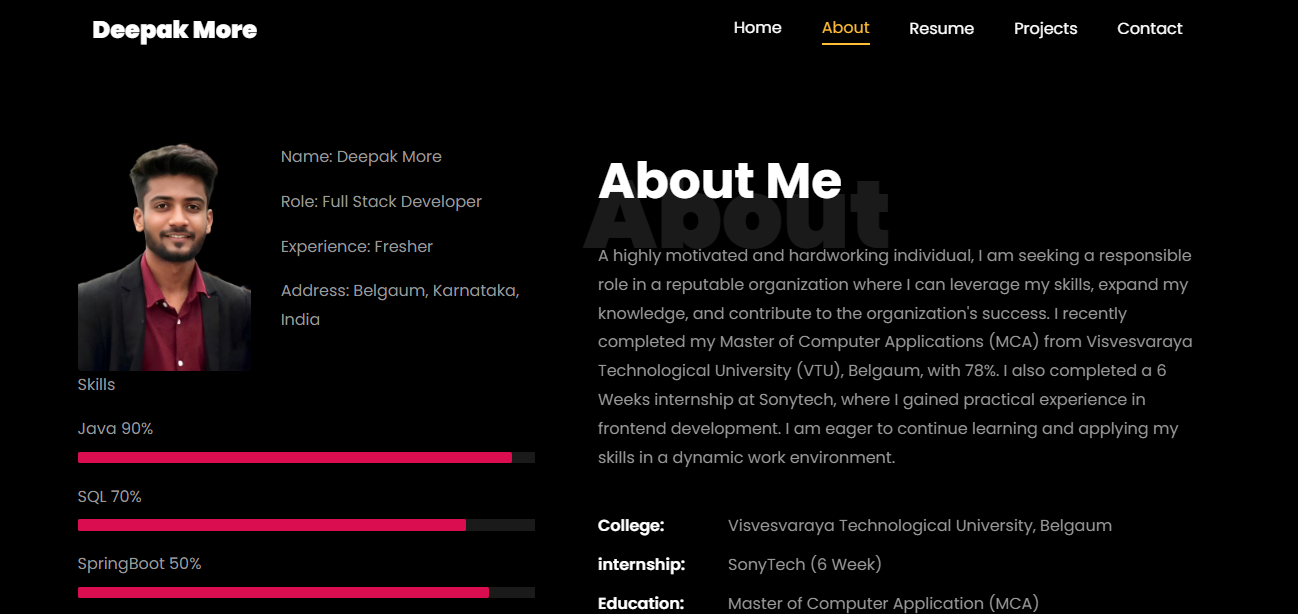 Deepak More
Home About Resume Projects Contact
Name: Deepak More
Role: Full Stack Developer
Experience: Fresher
Address: Belgaum, Karnataka,
India
Skills
Java 90%
SQL 70%
SpringBoot 50%
About
About Me
A highly motivated and hardworking individual, I am seeking a responsible
role in a reputable organization where I can leverage my skills, expand my
knowledge, and contribute to the organization's success. I recently
completed my Master of Computer Applications (MCA) from Visvesvaraya
Technological University (VTU), Belgaum, with 78%. I also completed a 6
Weeks internship at Sonytech, where I gained practical experience in
frontend development. I am eager to continue learning and applying my
skills in a dynamic work environment.
College: Visvesvaraya Technological University, Belgaum
internship: SonyTech (6 Week)
Education: Master of Computer Application (MCA)